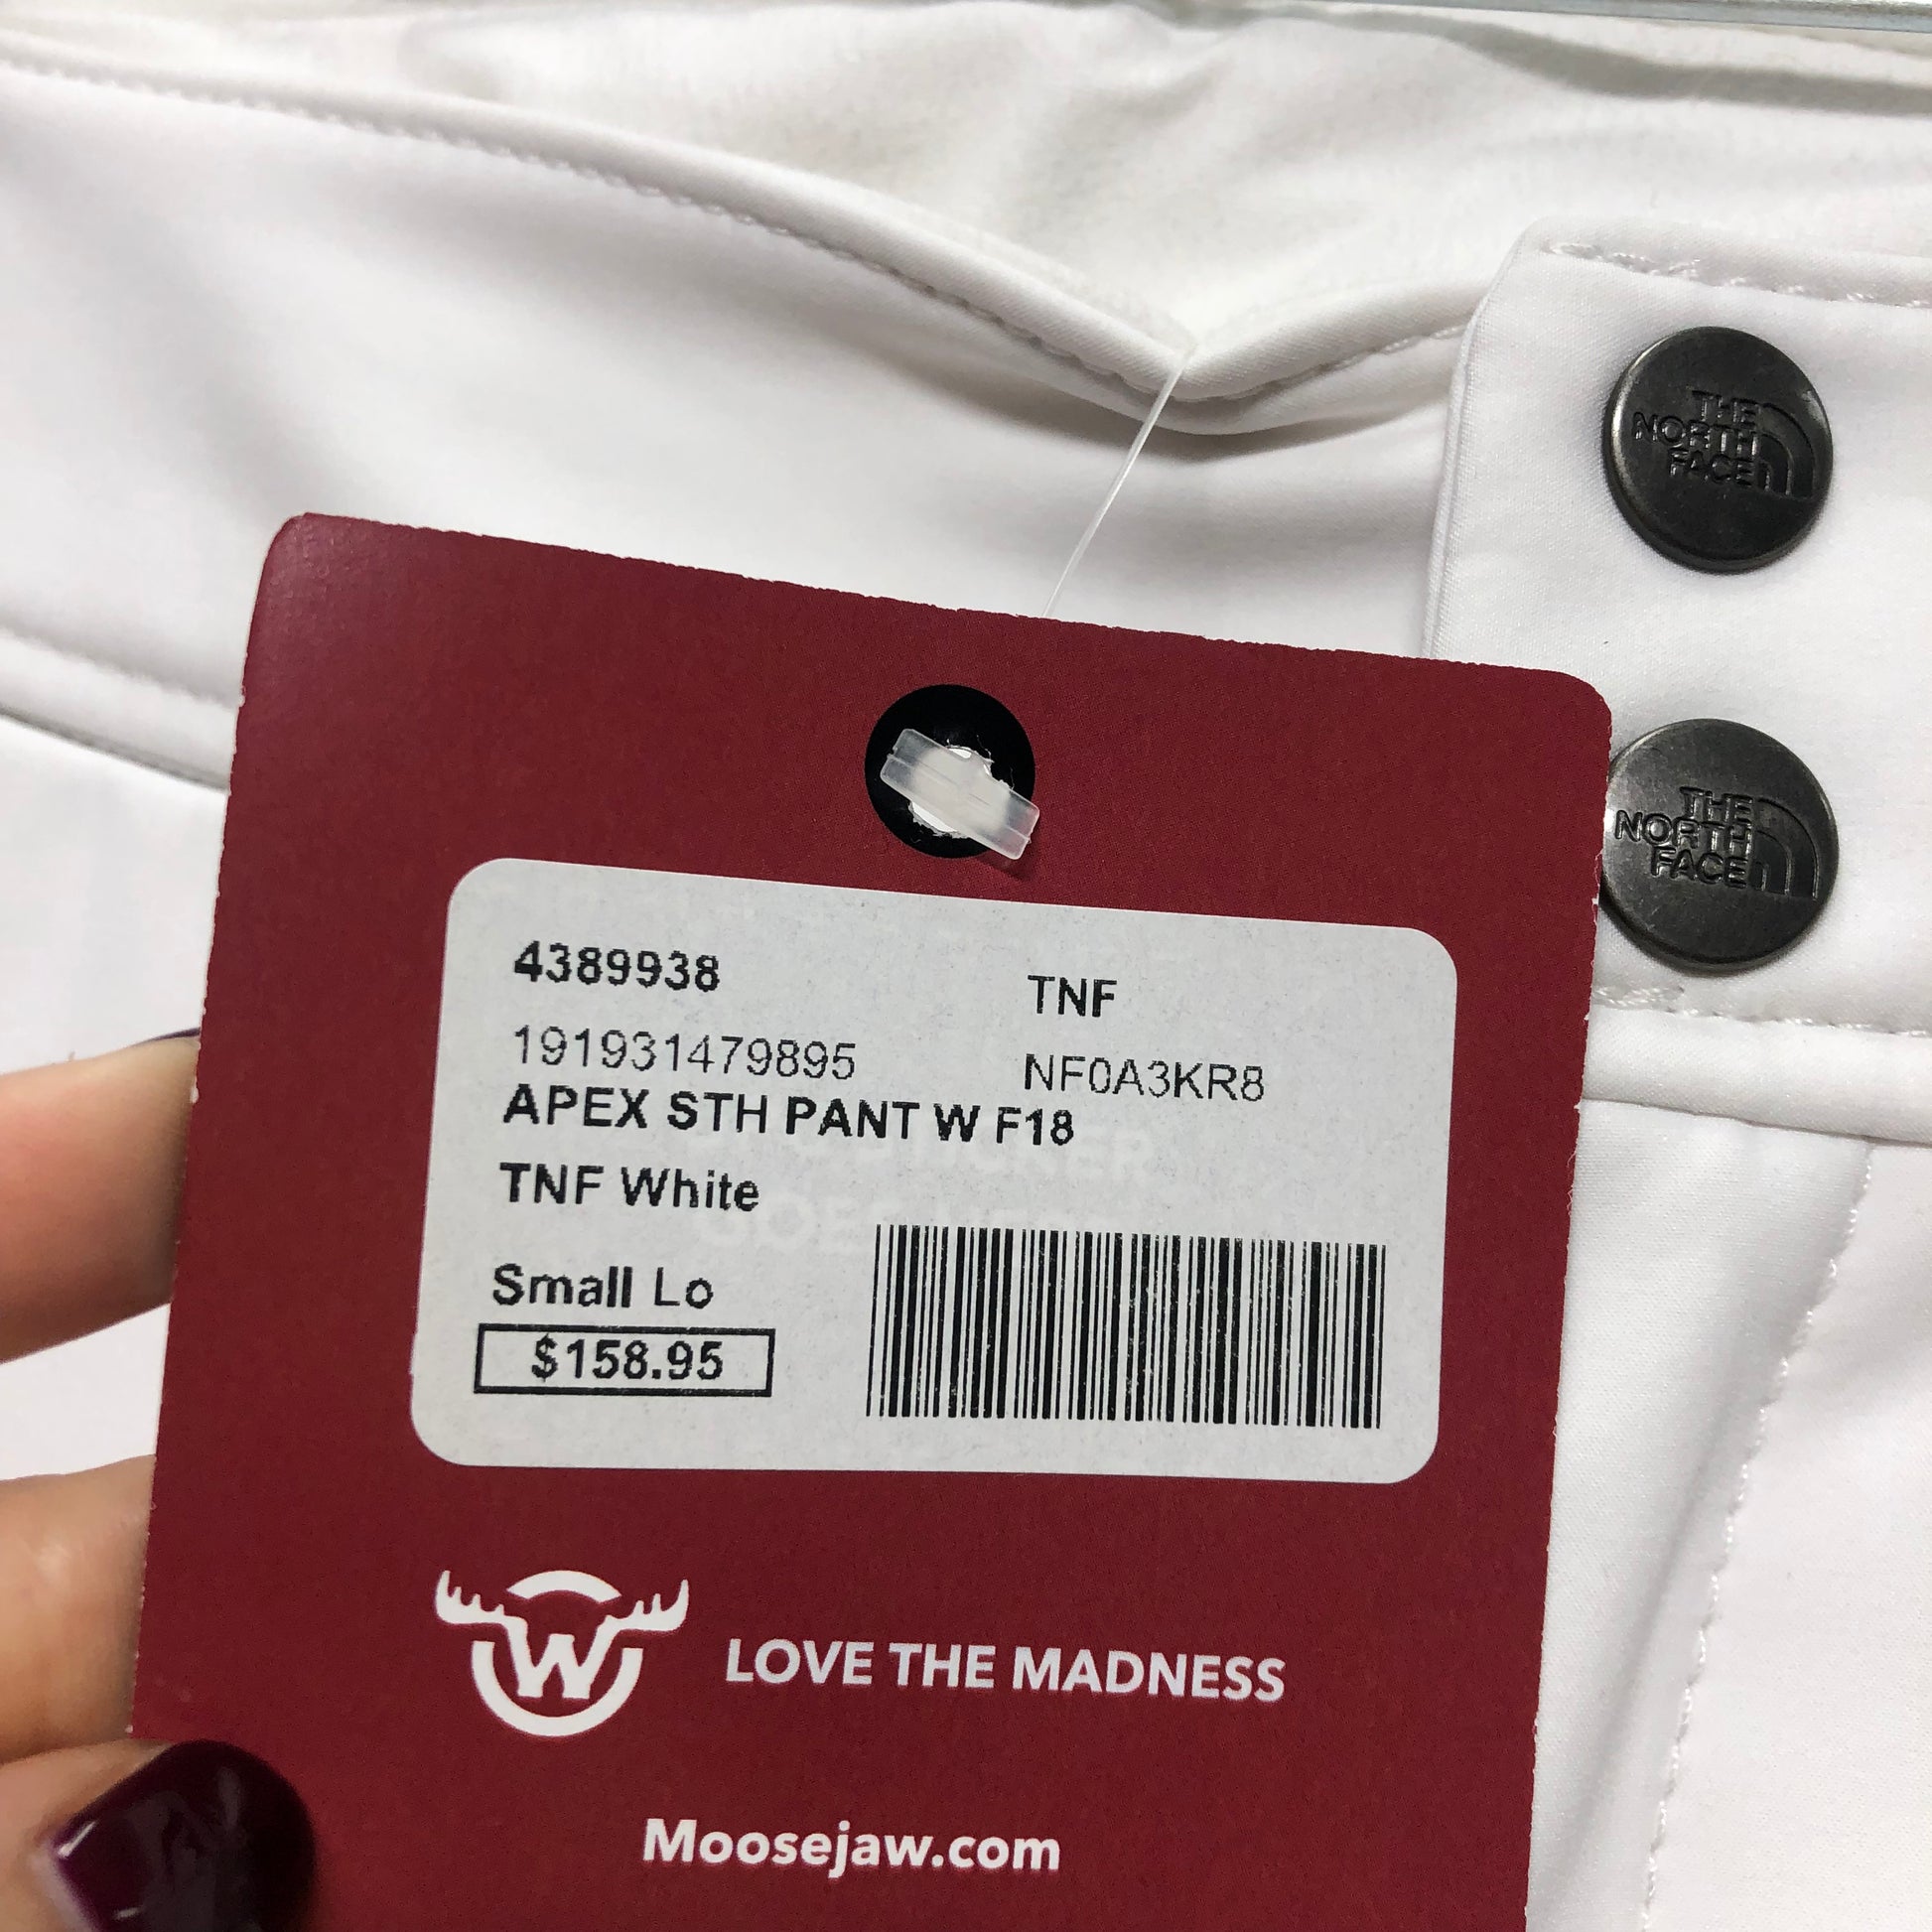 THE
NORTH
FACE
THE
NORTH
FACE
4389938
TNF
191931479895
NF0A3KR8
APEX STH PANT W F18
TNF White
Small Lo
$158.95
LOVE THE MADNESS
Moosejaw.com